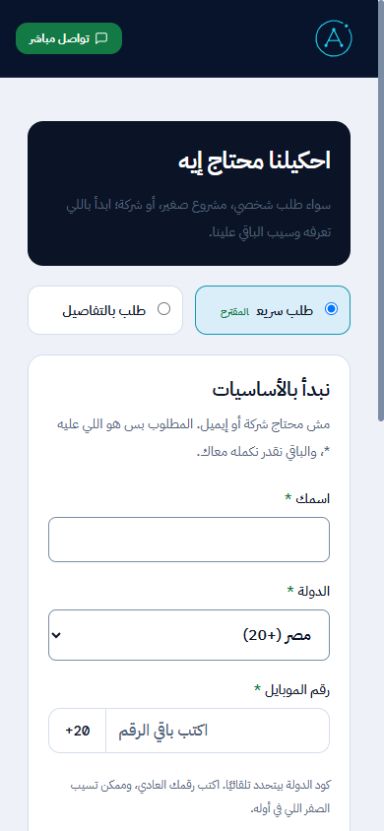 تواصل مباشر
احكيلنا محتاج إيه
سواء طلب شخصي، مشروع صغير، أو شركة؛ ابدأ باللي
تعرفه وسيب الباقي علينا.
طلب سريع المقترح
طلب بالتفاصيل
نبدأ بالأساسيات
مش محتاج شركة أو إيميل. المطلوب بس هو اللي عليه
*، والباقي نقدر نكمله معاك.
اسمك *
الدولة *
مصر (+20)
رقم الموبايل *
اكتب باقي الرقم
+20
كود الدولة بيتحدد تلقائيًا. اكتب رقمك العادي، وممكن تسيب
الصفر اللي في أوله.